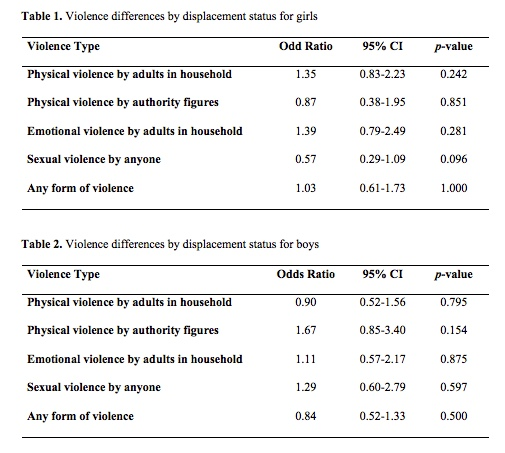 Table 1. Violence differences by displacement status for girls
Violence Type Odd Ratio 95% CI p-value
Physical violence by adults in household 1.35 0.83-2.23 0.242
Physical violence by authority figures 0.87 0.38-1.95 0.851
Emotional violence by adults in household 1.39 0.79-2.49 0.281
Sexual violence by anyone 0.57 0.29-1.09 0.096
Any form of violence 1.03 0.61-1.73 1.000
Table 2. Violence differences by displacement status for boys
Violence Type Odds Ratio 95% CI p-value
Physical violence by adults in household 0.90 0.52-1.56 0.795
Physical violence by authority figures 1.67 0.85-3.40 0.154
Emotional violence by adults in household 1.11 0.57-2.17 0.875
Sexual violence by anyone 1.29 0.60-2.79 0.597
Any form of violence 0.84 0.52-1.33 0.500